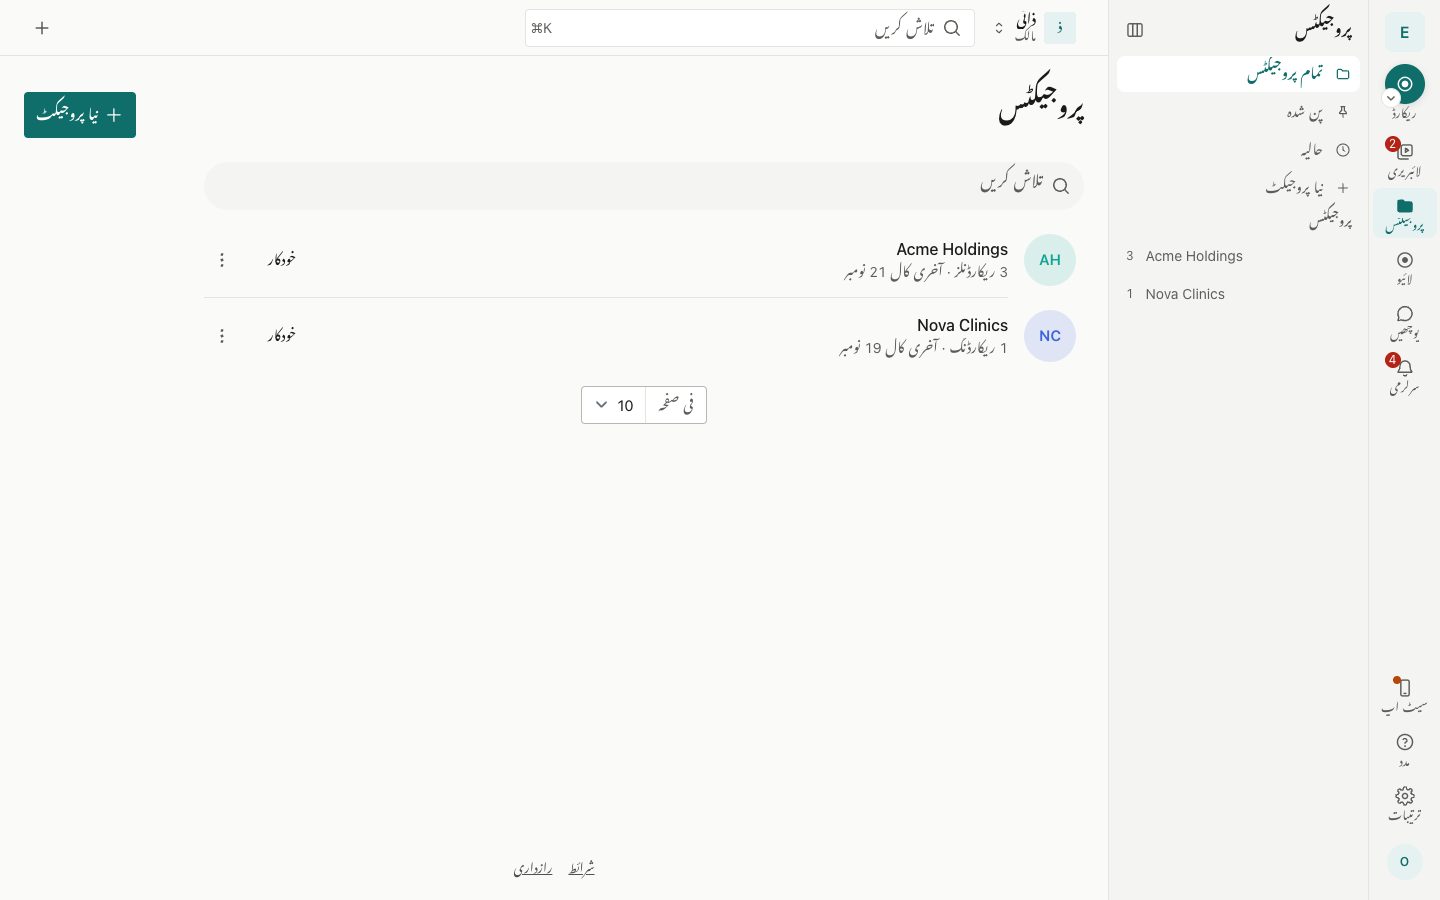 E
ریکارڈ
2
لائبریری
پروجیکٹس
لائیو
پوچھیں
4
سرگرمی
سیٹ اپ
مدد
ترتیبات
O
پروجیکٹس
تمام پروجیکٹس
پن شدہ
حالیہ
نیا پروجیکٹ
پروجیکٹس
Acme Holdings 3
Nova Clinics 1
ذ
ذاتی
مالک
تلاش کریں ⌘K
پروجیکٹس
نیا پروجیکٹ
تلاش کریں
AH
Acme Holdings
3 ریکارڈنگز · آخری کال 21 نومبر
خودکار
NC
Nova Clinics
1 ریکارڈنگ · آخری کال 19 نومبر
خودکار
فی صفحہ 10
شرائط رازداری